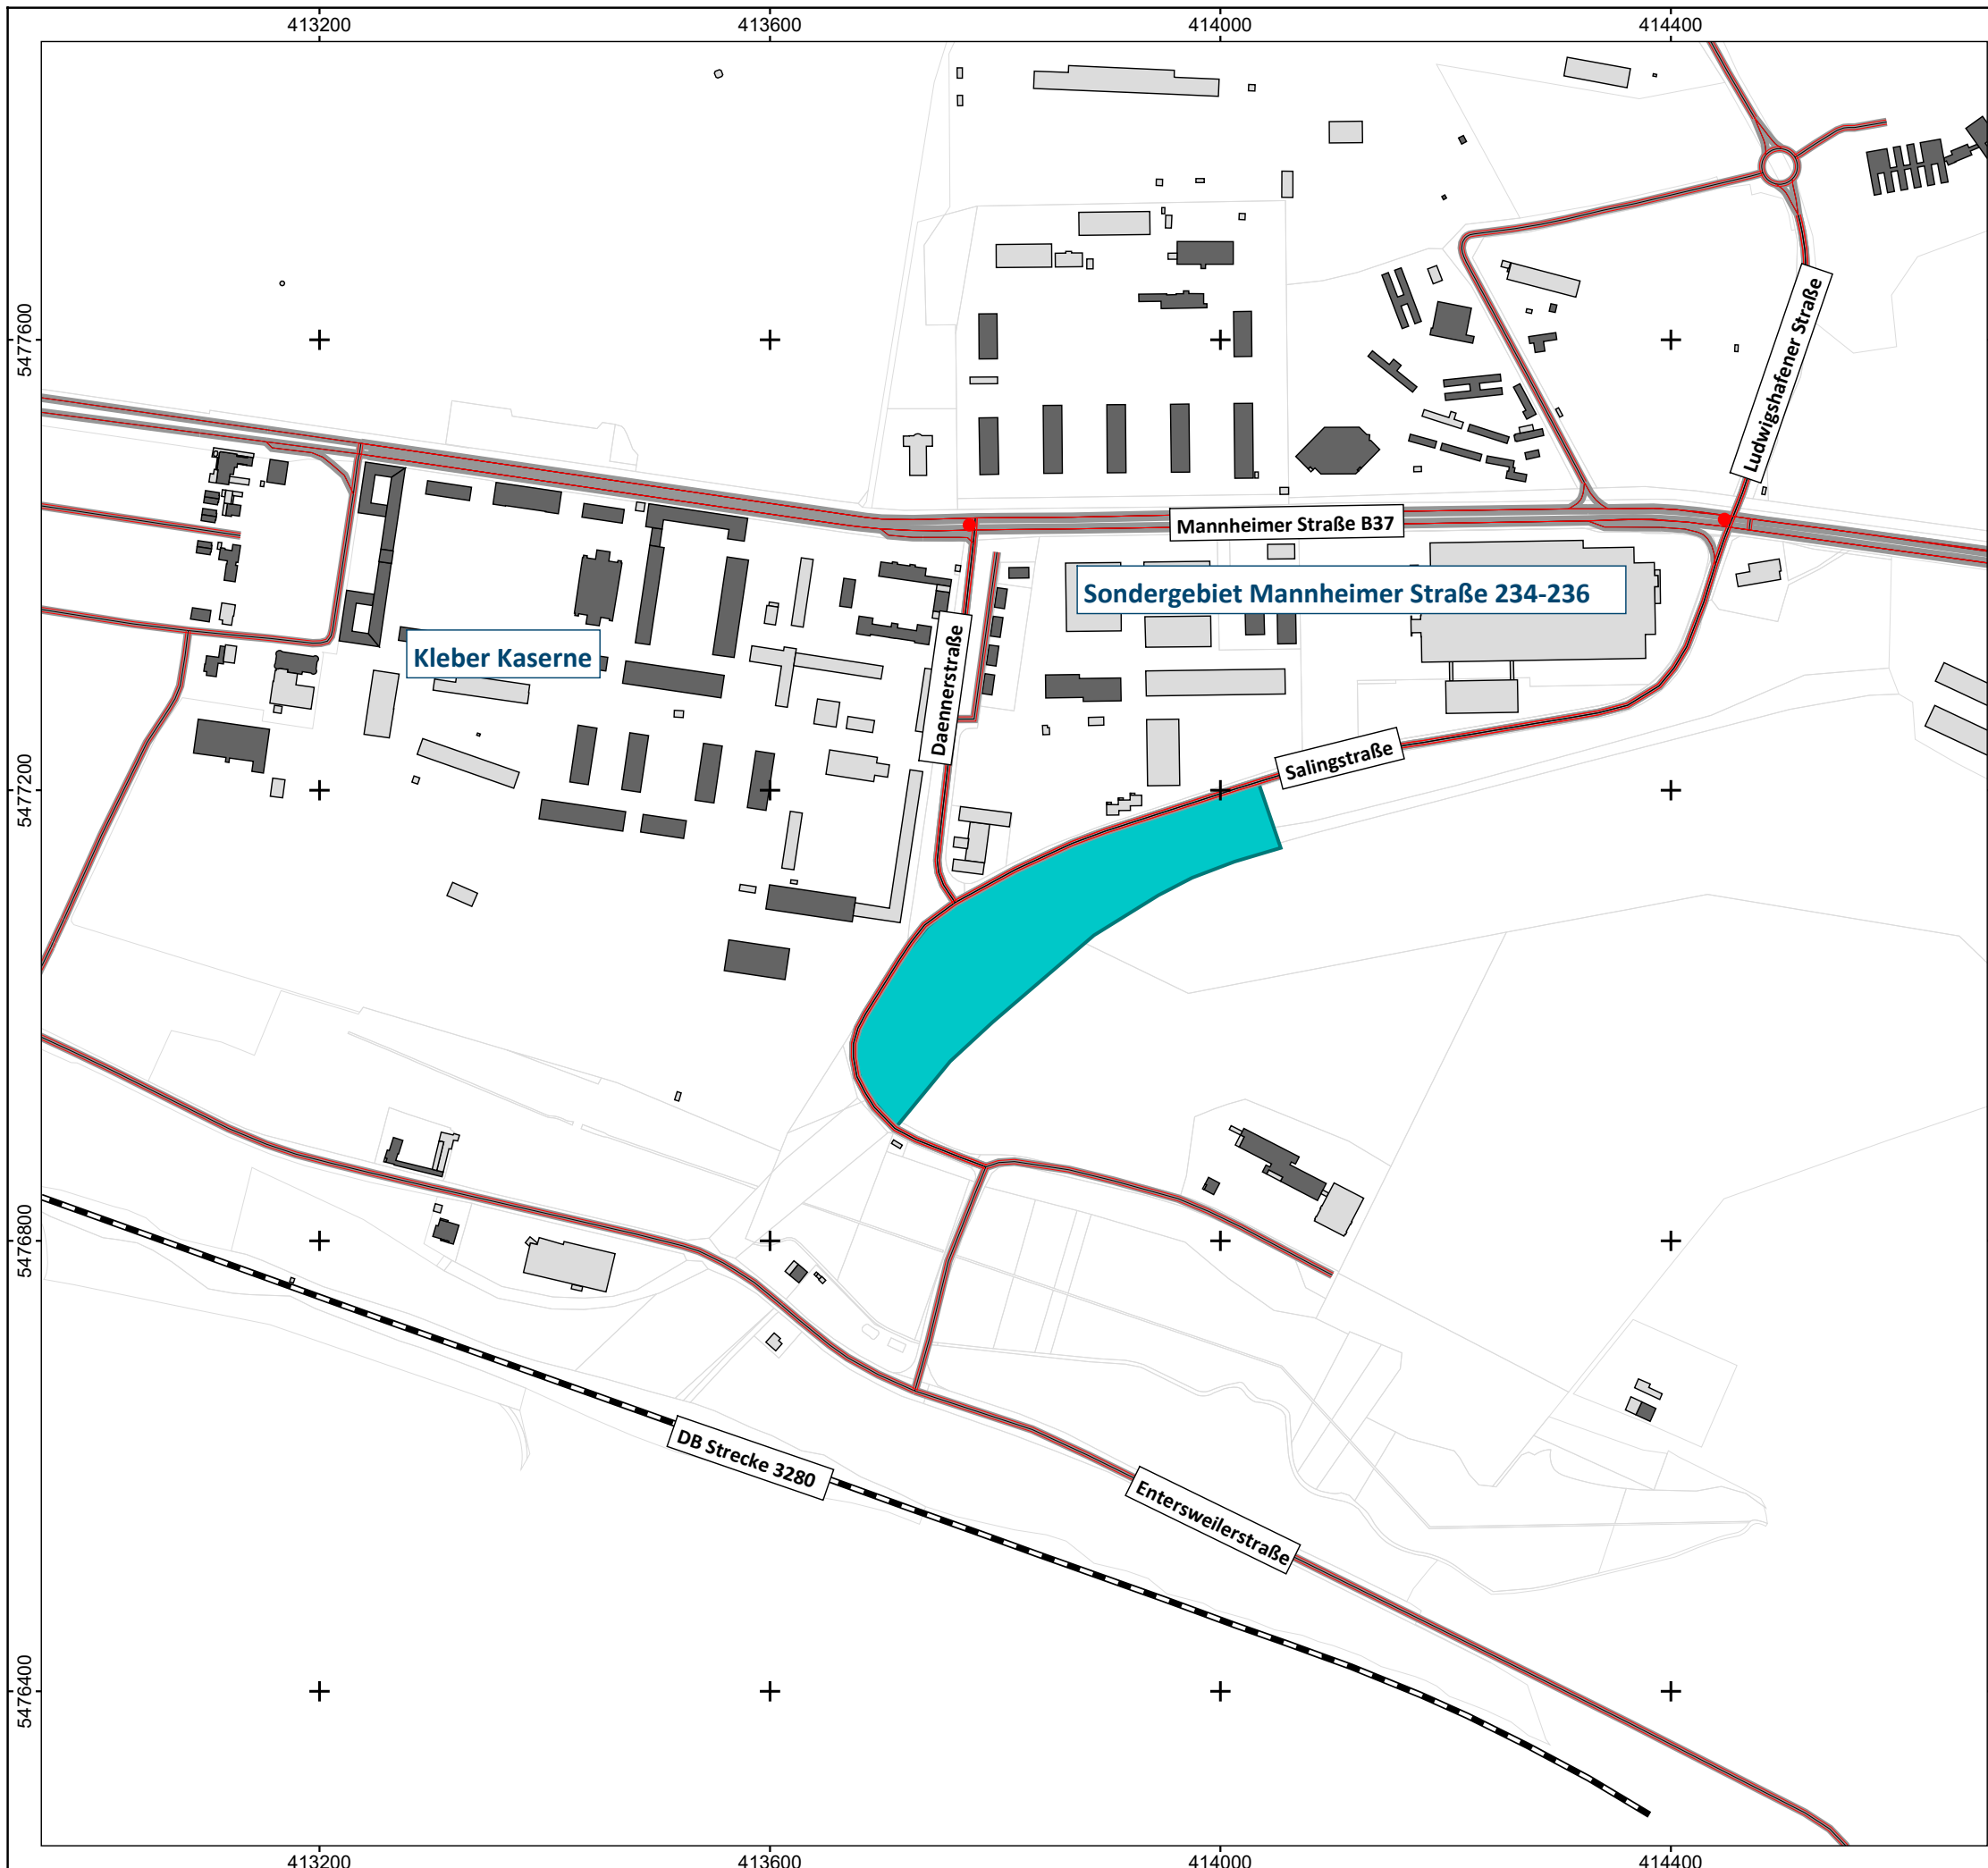 413200
413600
414000
414400
5477600
Ludwigshafener Straße
Mannheimer Straße B37
Sondergebiet Mannheimer Straße 234-236
Kleber Kaserne
Daennerstraße
Salingstraße
5477200
5476800
DB Strecke 3280
Entersweilerstraße
5476400
413200
413600
414000
414400